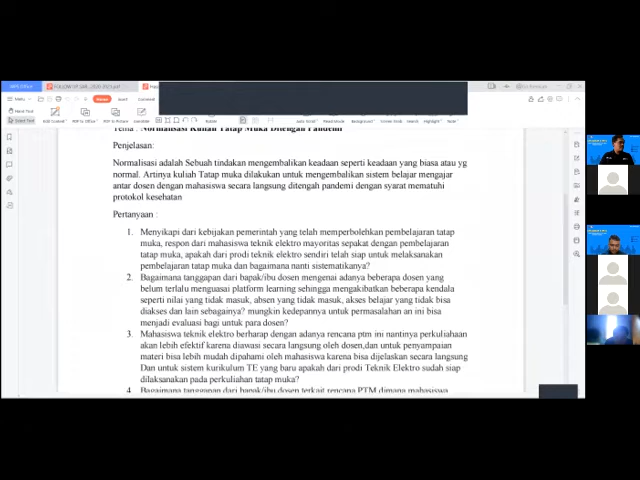 Menu
Tema : Normalisasi Kuliah Tatap Muka Ditengah Pandemi
Penjelasan:
Normalisasi adalah Sebuah tindakan mengembalikan keadaan seperti keadaan yang biasa atau yg
normal. Artinya kuliah Tatap muka dilakukan untuk mengembalikan sistem belajar mengajar
antar dosen dengan mahasiswa secara langsung ditengah pandemi dengan syarat mematuhi
protokol kesehatan
Pertanyaan :
1. Menyikapi dari kebijakan pemerintah yang telah memperbolehkan pembelajaran tatap
muka, respon dari mahasiswa teknik elektro mayoritas sepakat dengan pembelajaran
tatap muka, apakah dari prodi teknik elektro sendiri telah siap untuk melaksanakan
pembelajaran tatap muka dan bagaimana nanti sistematikanya?
2. Bagaimana tanggapan dari bapak/ibu dosen mengenai adanya beberapa dosen yang
belum terlalu menguasai platform learning sehingga mengakibatkan beberapa kendala
seperti nilai yang tidak masuk, absen yang tidak masuk, akses belajar yang tidak bisa
diakses dan lain sebagainya? mungkin kedepannya untuk permasalahan an ini bisa
menjadi evaluasi bagi untuk para dosen?
3. Mahasiswa teknik elektro berharap dengan adanya rencana ptm ini nantinya perkuliahan
akan lebih efektif karena diawasi secara langsung oleh dosen,dan untuk penyampaian
materi bisa lebih mudah dipahami oleh mahasiswa karena bisa dijelaskan secara langsung
Dan untuk sistem kurikulum TE yang baru apakah dari prodi Teknik Elektro sudah siap
dilaksanakan pada perkuliahan tatap muka?
4. Bagaimana tanggapan dari bapak/ibu dosen terkait rencana PTM dimana mahasiswa